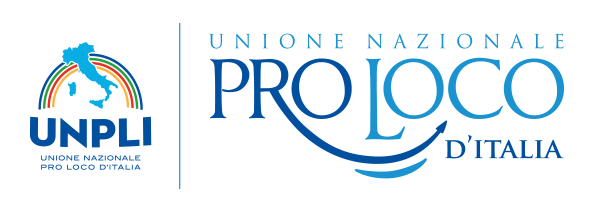 UNPLI
UNIONE NAZIONALE
PRO LOCO D'ITALIA
UNIONE NAZIONALE
PRO LOCO
D'ITALIA